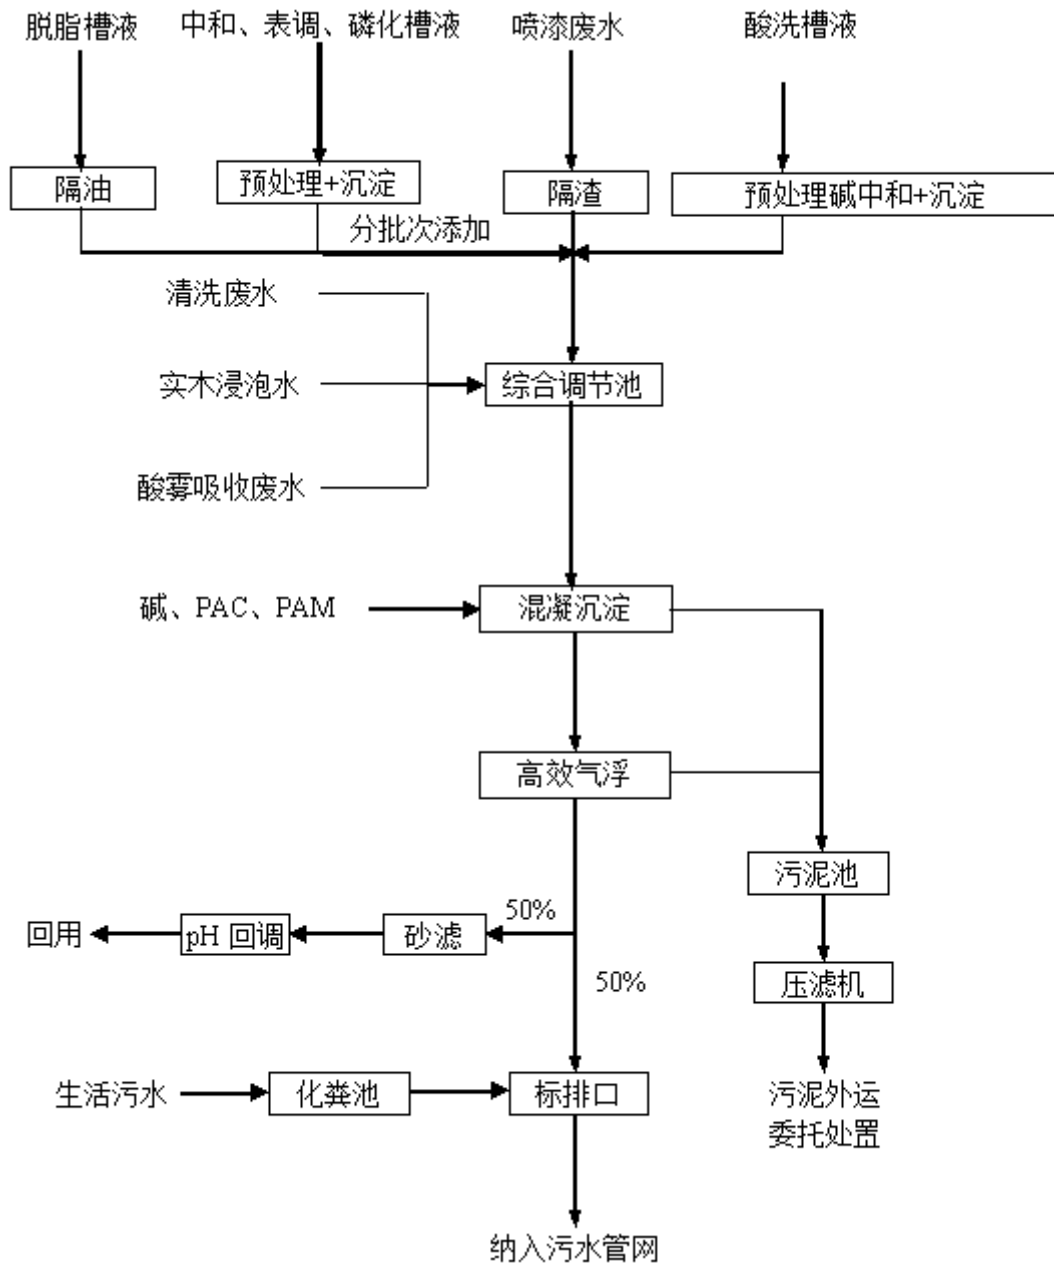 脱脂槽液
中和、表调、磷化槽液
喷漆废水
酸洗槽液
隔油
预处理+沉淀
隔渣
预处理碱中和+沉淀
分批次添加
清洗废水
实木浸泡水
综合调节池
酸雾吸收废水
碱、PAC、PAM
混凝沉淀
高效气浮
污泥池
50%
回用
pH 回调
砂滤
50%
压滤机
生活污水
化粪池
标排口
污泥外运
委托处置
纳入污水管网